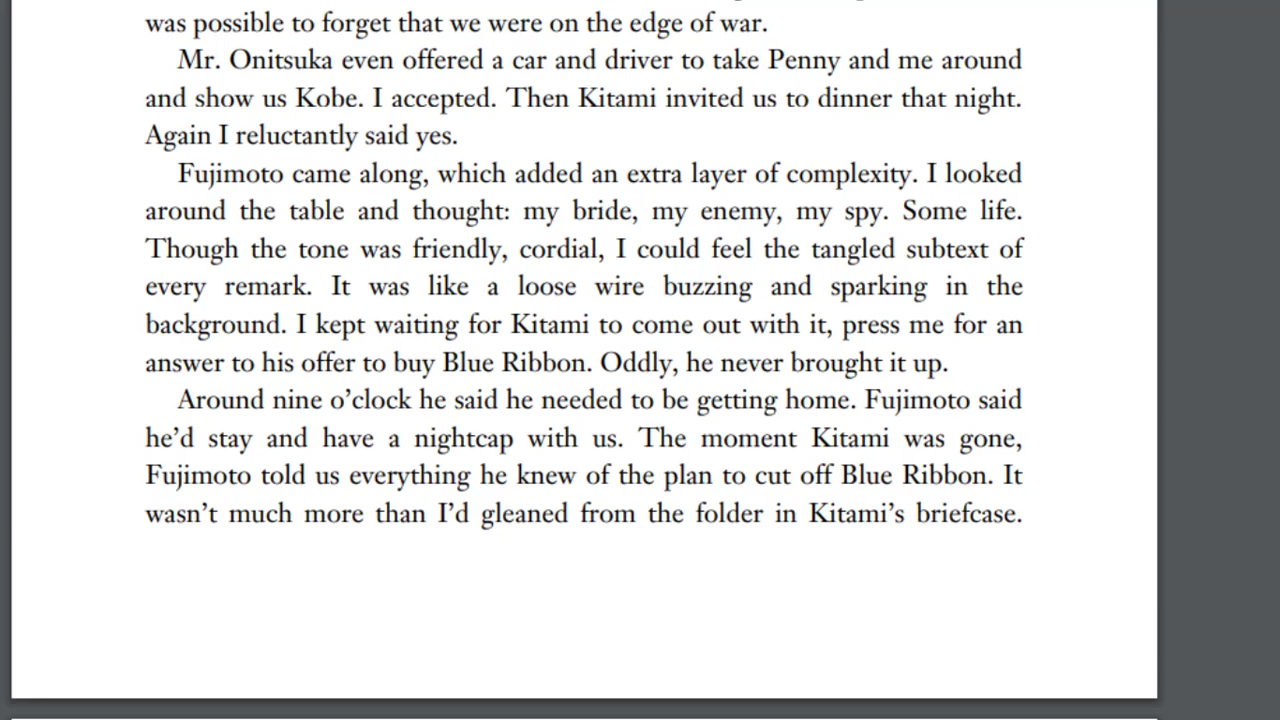 was possible to forget that we were on the edge of war.
Mr. Onitsuka even offered a car and driver to take Penny and me around
and show us Kobe. I accepted. Then Kitami invited us to dinner that night.
Again I reluctantly said yes.
Fujimoto came along, which added an extra layer of complexity. I looked
around the table and thought: my bride, my enemy, my spy. Some life.
Though the tone was friendly, cordial, I could feel the tangled subtext of
every remark. It was like a loose wire buzzing and sparking in the
background. I kept waiting for Kitami to come out with it, press me for an
answer to his offer to buy Blue Ribbon. Oddly, he never brought it up.
Around nine o’clock he said he needed to be getting home. Fujimoto said
he’d stay and have a nightcap with us. The moment Kitami was gone,
Fujimoto told us everything he knew of the plan to cut off Blue Ribbon. It
wasn’t much more than I’d gleaned from the folder in Kitami’s briefcase.